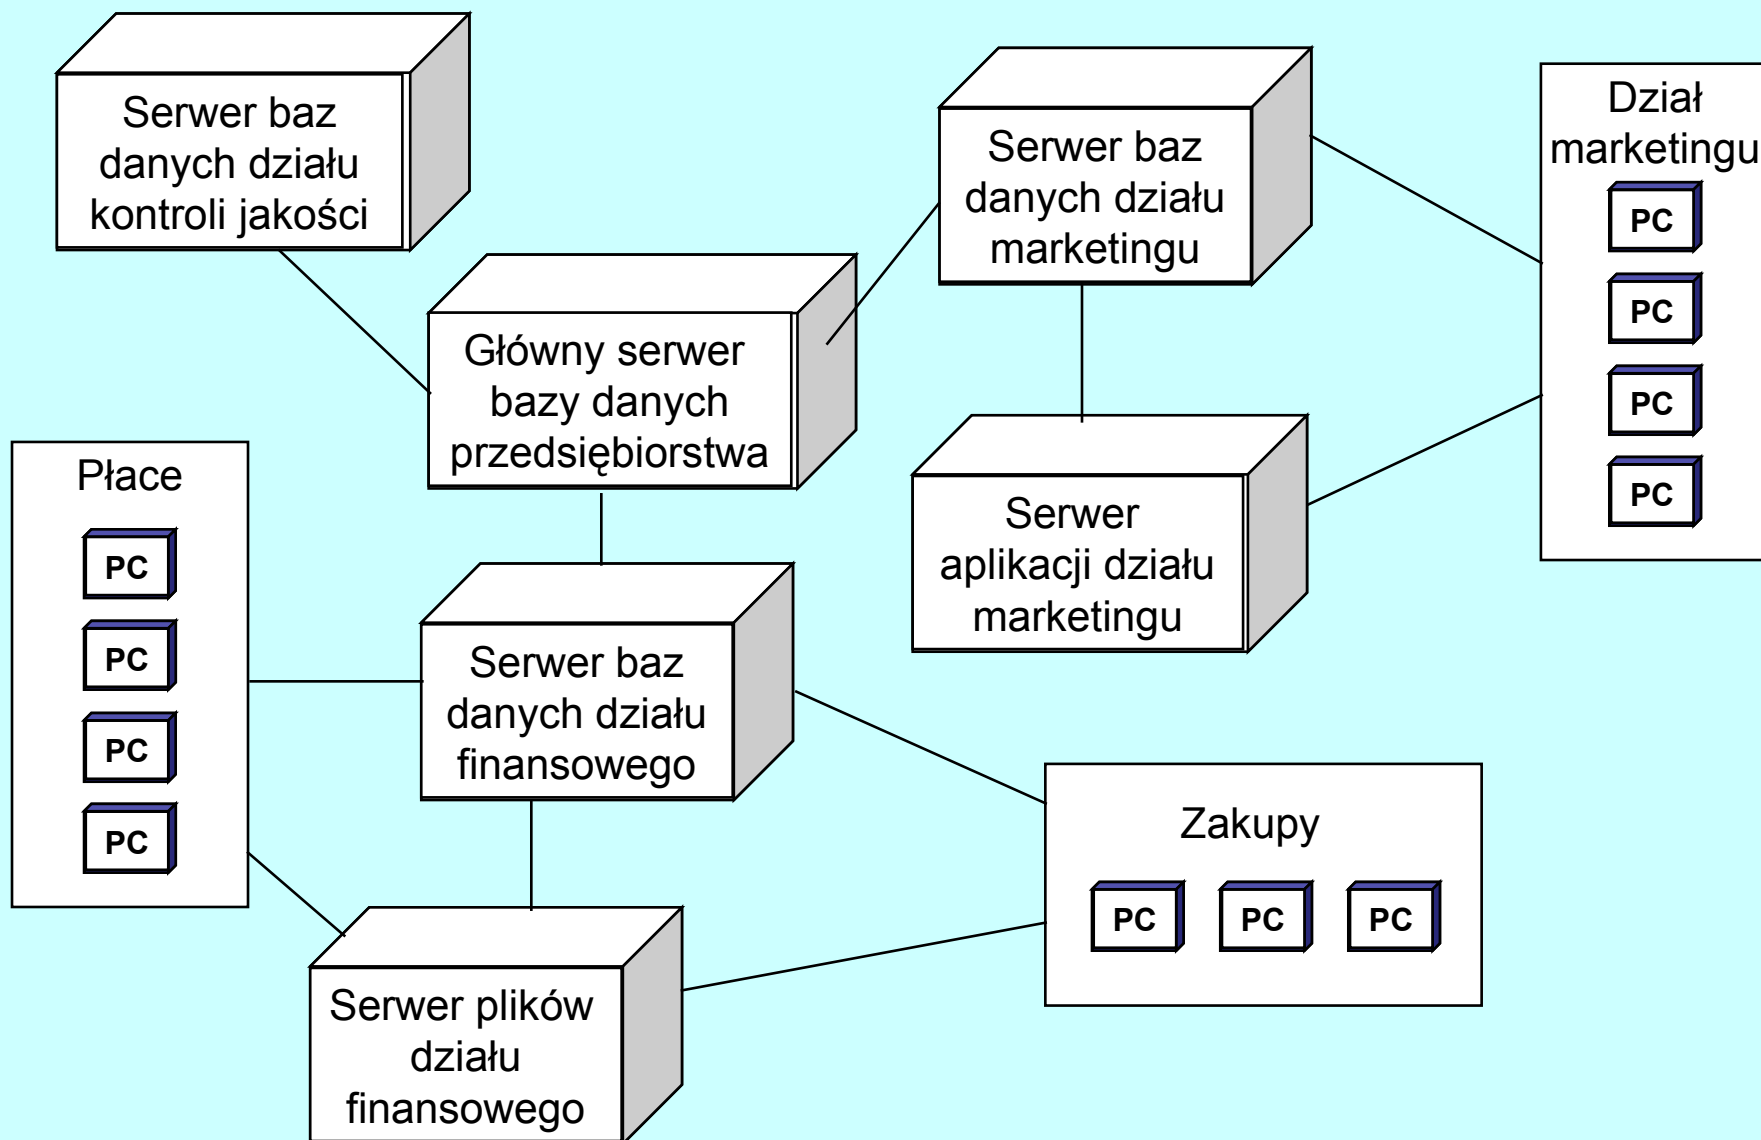 Serwer baz
danych działu
kontroli jakości
Serwer baz
danych działu
marketingu
Dział
marketingu
PC
PC
PC
PC
Główny serwer
bazy danych
przedsiębiorstwa
Serwer
aplikacji działu
marketingu
Płace
PC
PC
PC
PC
Serwer baz
danych działu
finansowego
Zakupy
PC PC PC
Serwer plików
działu
finansowego